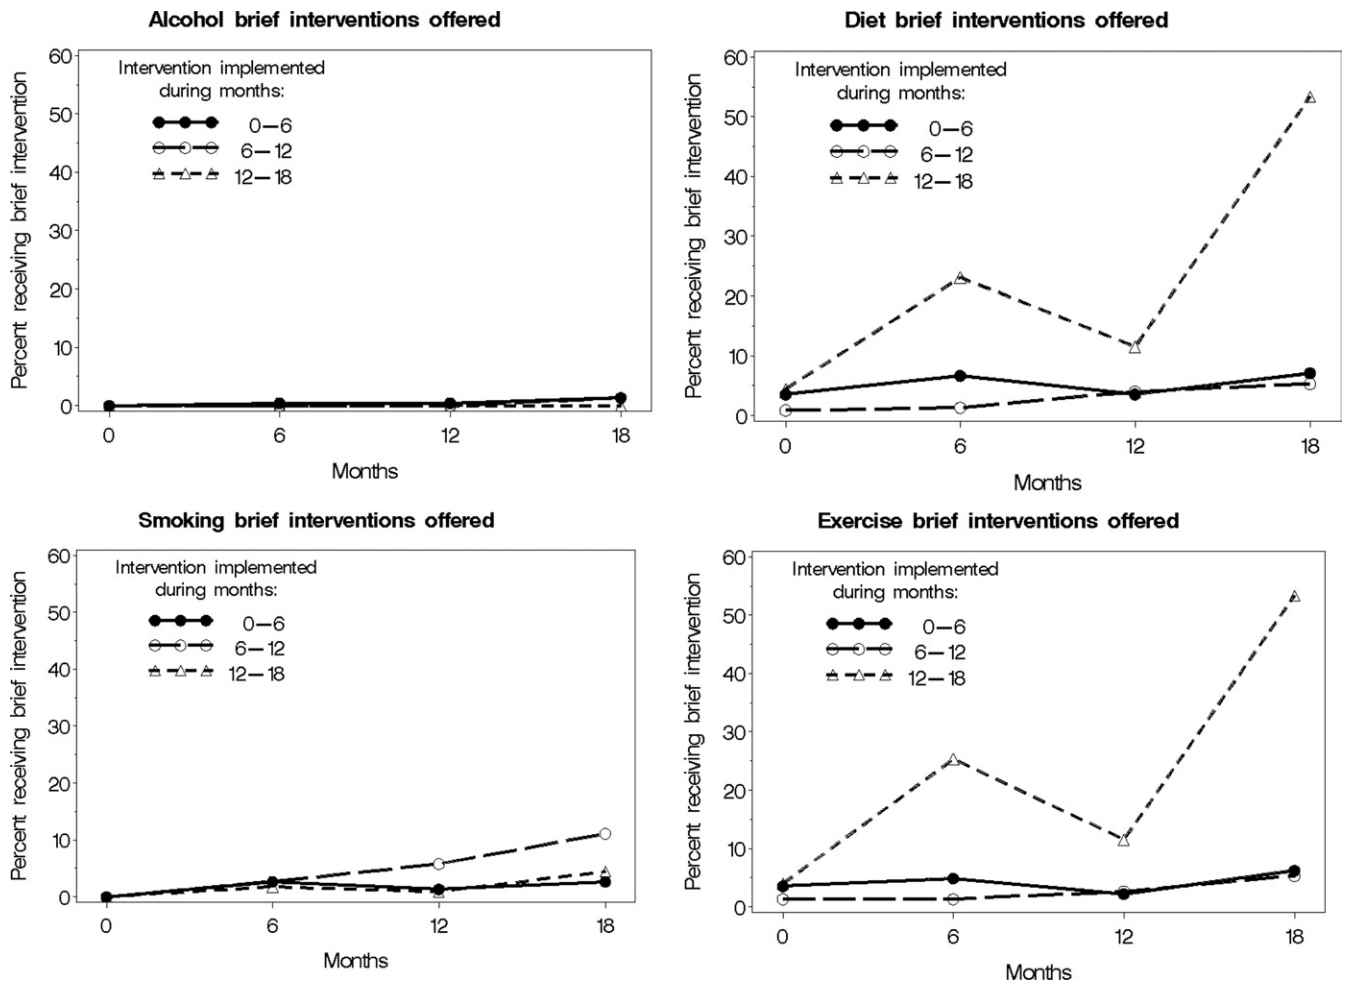 Alcohol brief interventions offered
Percent receiving brief intervention
60
50
40
30
20
10
0
Intervention implemented
during months:
0–6
6–12
12–18
0 6 12 18
Months
Diet brief interventions offered
Percent receiving brief intervention
60
50
40
30
20
10
0
Intervention implemented
during months:
0–6
6–12
12–18
0 6 12 18
Months
Smoking brief interventions offered
Percent receiving brief intervention
60
50
40
30
20
10
0
Intervention implemented
during months:
0–6
6–12
12–18
0 6 12 18
Months
Exercise brief interventions offered
Percent receiving brief intervention
60
50
40
30
20
10
0
Intervention implemented
during months:
0–6
6–12
12–18
0 6 12 18
Months